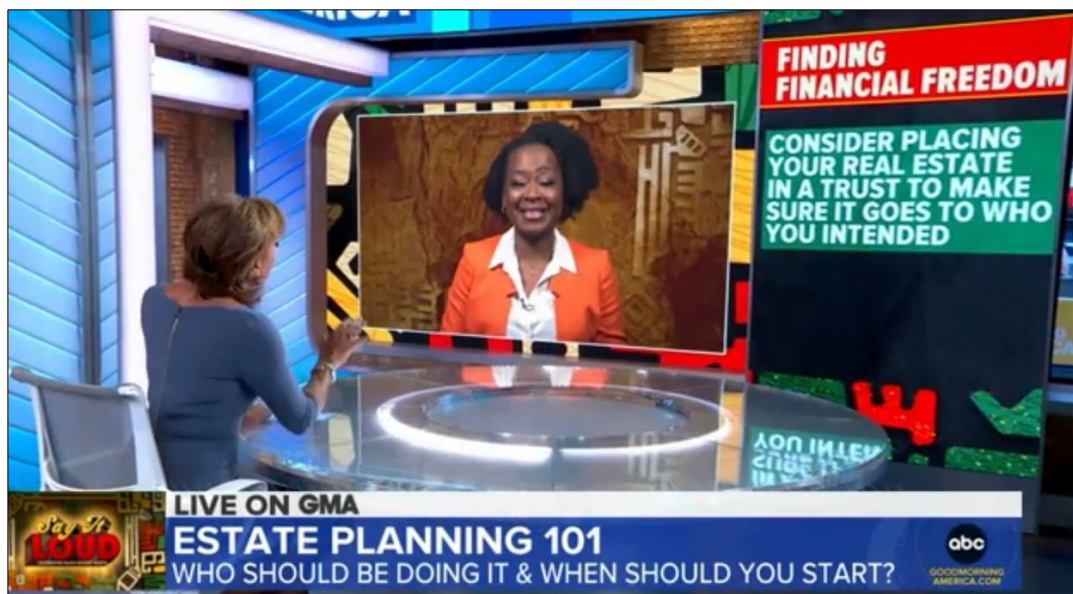 FINDING
FINANCIAL FREEDOM
CONSIDER PLACING
YOUR REAL ESTATE
IN A TRUST TO MAKE
SURE IT GOES TO WHO
YOU INTENDED
Say It
LOUD
LIVE ON GMA
ESTATE PLANNING 101
WHO SHOULD BE DOING IT & WHEN SHOULD YOU START?
abc
GOODMORNING
AMERICA.COM